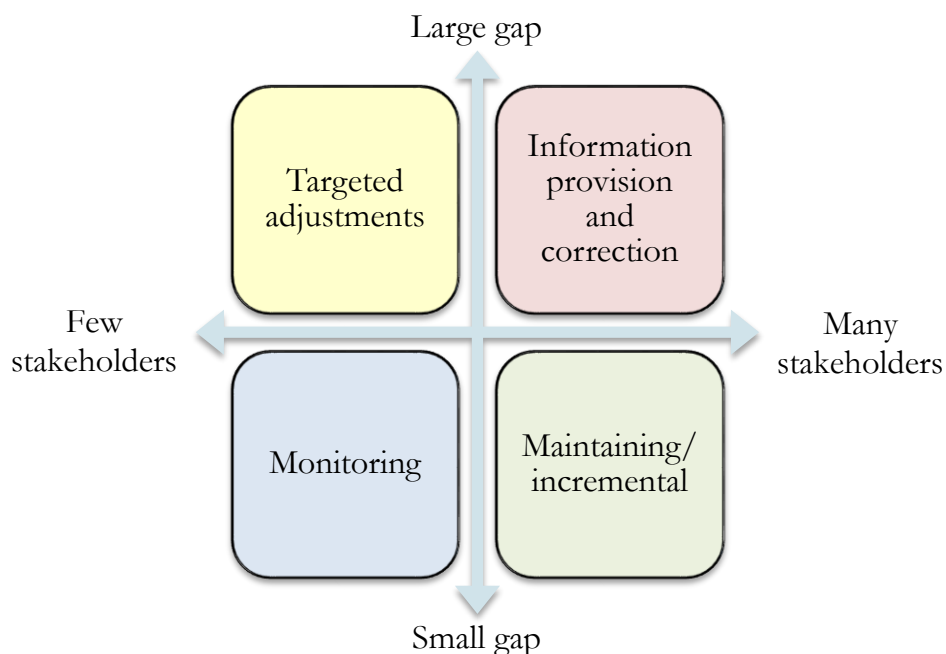 Large gap
Targeted
adjustments
Information
provision
and
correction
Few
stakeholders
Many
stakeholders
Monitoring
Maintaining/
incremental
Small gap